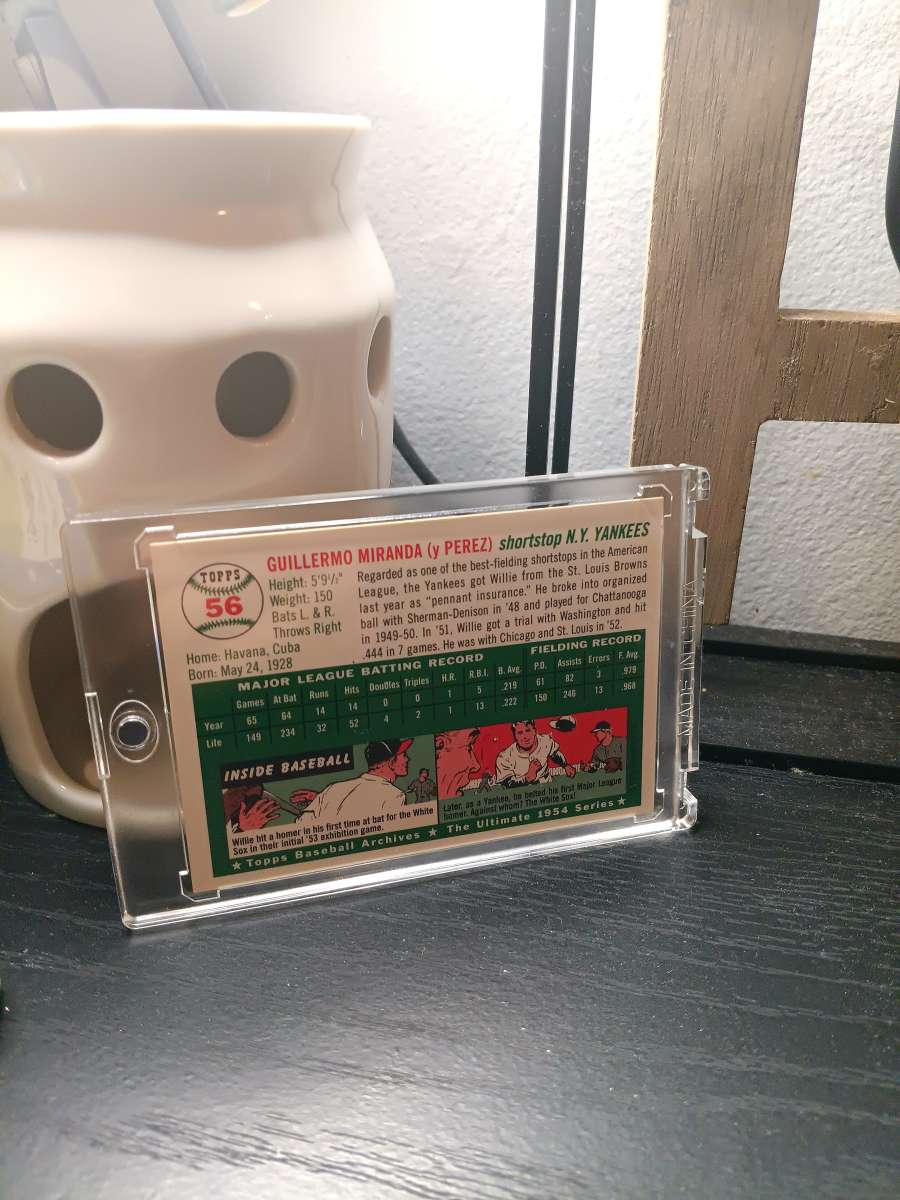 TOPPS
56
GUILLERMO MIRANDA (y PEREZ) shortstop N.Y. YANKEES
Height: 5'9½"
Weight: 150
Bats L. & R.
Throws Right
Home: Havana, Cuba
Born: May 24, 1928
Regarded as one of the best-fielding shortstops in the American
League, the Yankees got Willie from the St. Louis Browns
last year as "pennant insurance." He broke into organized
ball with Sherman-Denison in '48 and played for Chattanooga
in 1949-50. In '51, Willie got a trial with Washington and hit
.444 in 7 games. He was with Chicago and St. Louis in '52.
MAJOR LEAGUE BATTING RECORD FIELDING RECORD
Games At Bat Runs Hits Doubles Triples H.R. R.B.I. B. Avg. P.O. Assists Errors F. Avg.
Year 65 64 14 14 0 0 1 5 .219 61 82 3 .979
Life 149 234 32 52 4 2 1 13 .222 150 246 13 .968
INSIDE BASEBALL
Willie hit a homer in his first time at bat for the White
Sox in their initial '53 exhibition game.
Later, as a Yankee, he belted his first Major League
homer. Against whom? The White Sox!
★ Topps Baseball Archives ★ The Ultimate 1954 Series ★